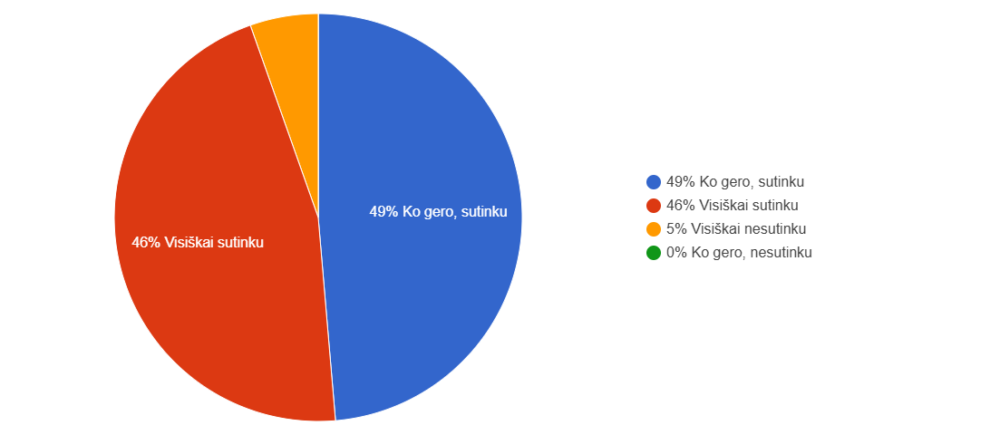 49% Ko gero, sutinku
46% Visiškai sutinku
49% Ko gero, sutinku
46% Visiškai sutinku
5% Visiškai nesutinku
0% Ko gero, nesutinku